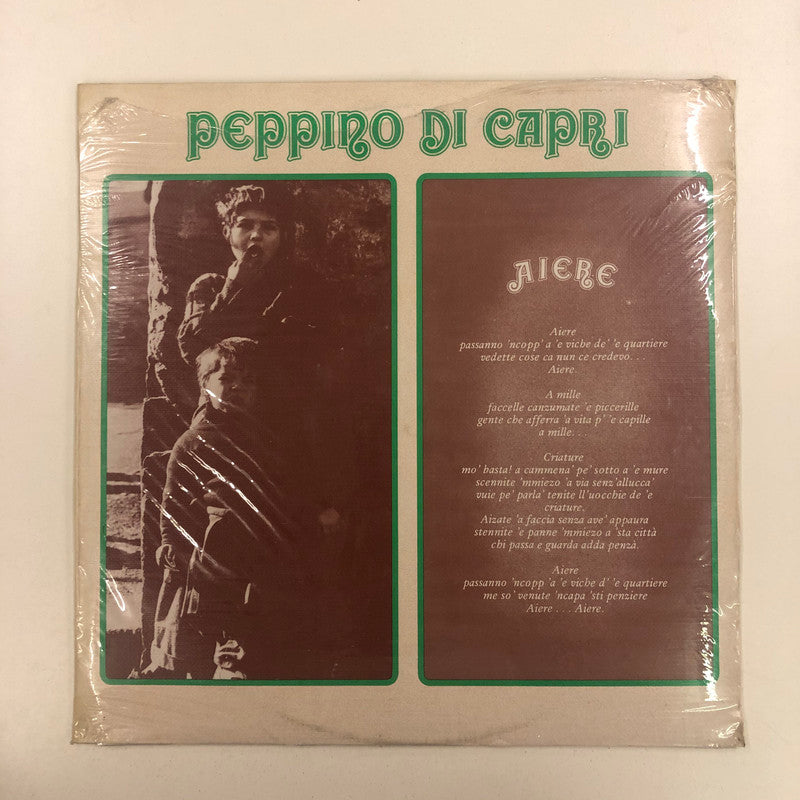 PEPPINO DI CAPRI
AIERE
Aiere
passanno 'ncopp' a 'e viche de' 'e quartiere
vedette cose ca nun ce credevo. . .
Aiere.
A mille
faccelle canzumate 'e piccerille
gente che afferra 'a vita p' 'e capille
a mille. . .
Criature
mo' basta! a cammena' pe' sotto a 'e mure
scennite 'mmiezo 'a via senz'allucca'
vuie pe' parla' tenite ll'uocchie de 'e
criature.
Aizate 'a faccia senza ave' appaura
stennite 'e panne 'mmiezo a 'sta città
chi passa e guarda adda penzà.
Aiere
passanno 'ncopp 'a 'e viche d' 'e quartiere
me so' venute 'ncapa 'sti penziere
Aiere . . . Aiere.